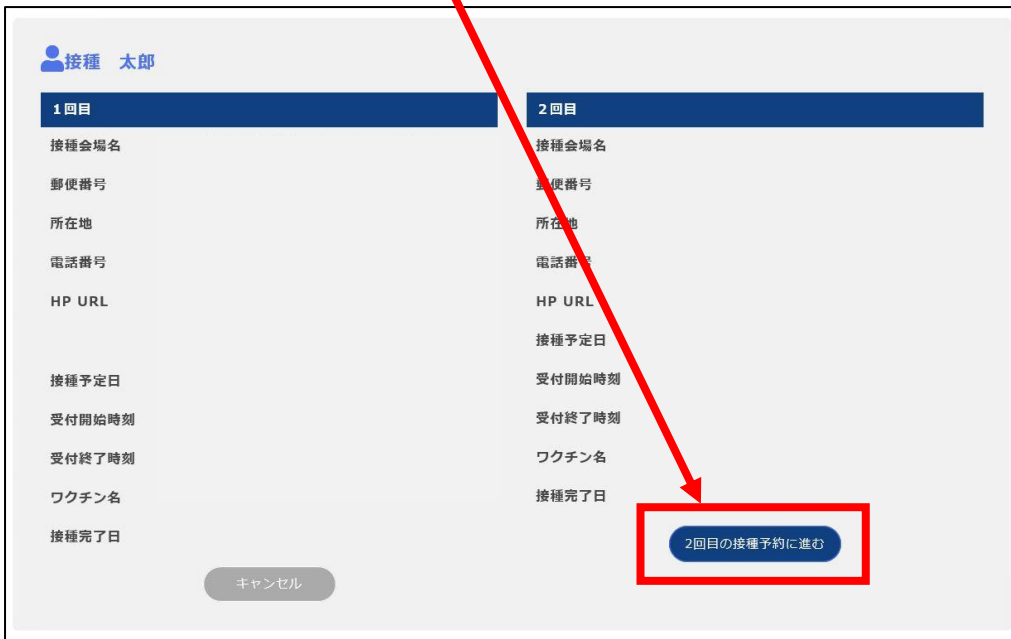 接種　太郎
1回目
接種会場名
郵便番号
所在地
電話番号
HP URL
接種予定日
受付開始時刻
受付終了時刻
ワクチン名
接種完了日
キャンセル
2回目
接種会場名
郵便番号
所在地
電話番号
HP URL
接種予定日
受付開始時刻
受付終了時刻
ワクチン名
接種完了日
2回目の接種予約に進む